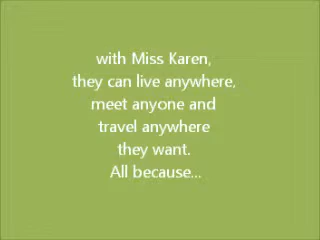 with Miss Karen,
they can live anywhere,
meet anyone and
travel anywhere
they want.
All because...